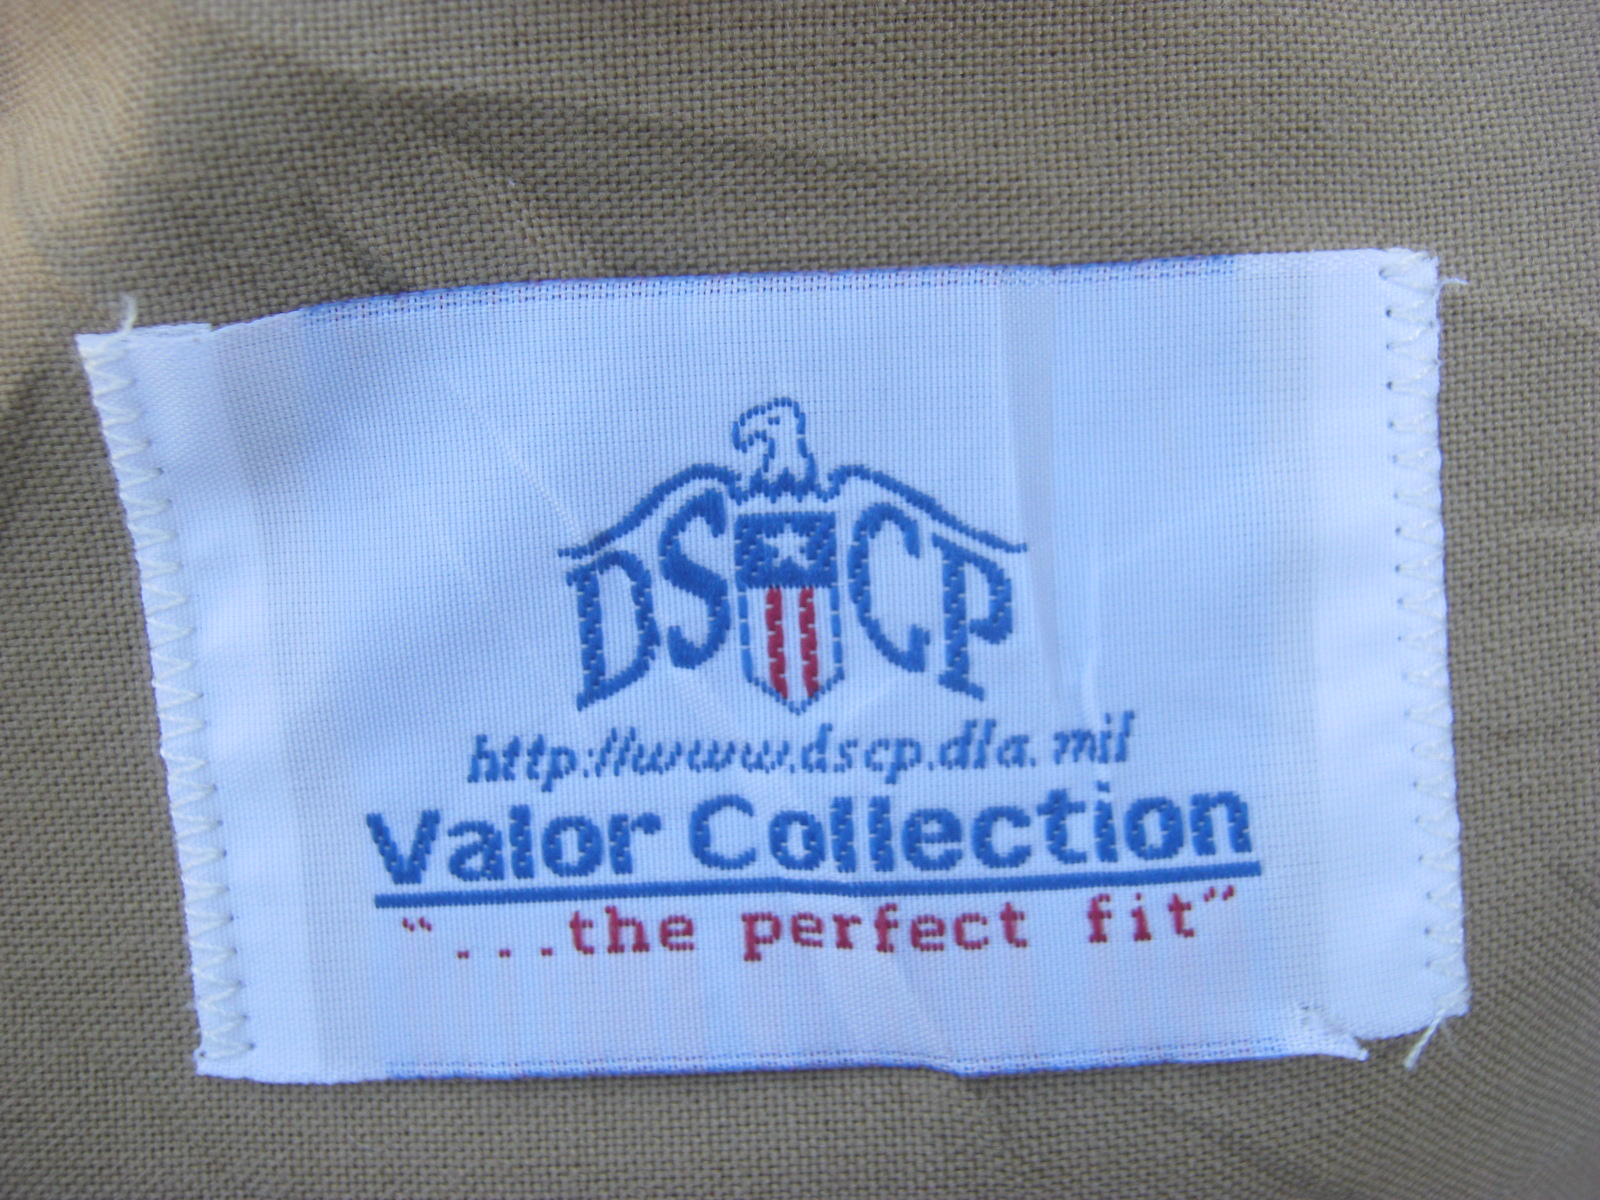 DSCP
http://www.dscp.dla.mil
Valor Collection
"...the perfect fit"